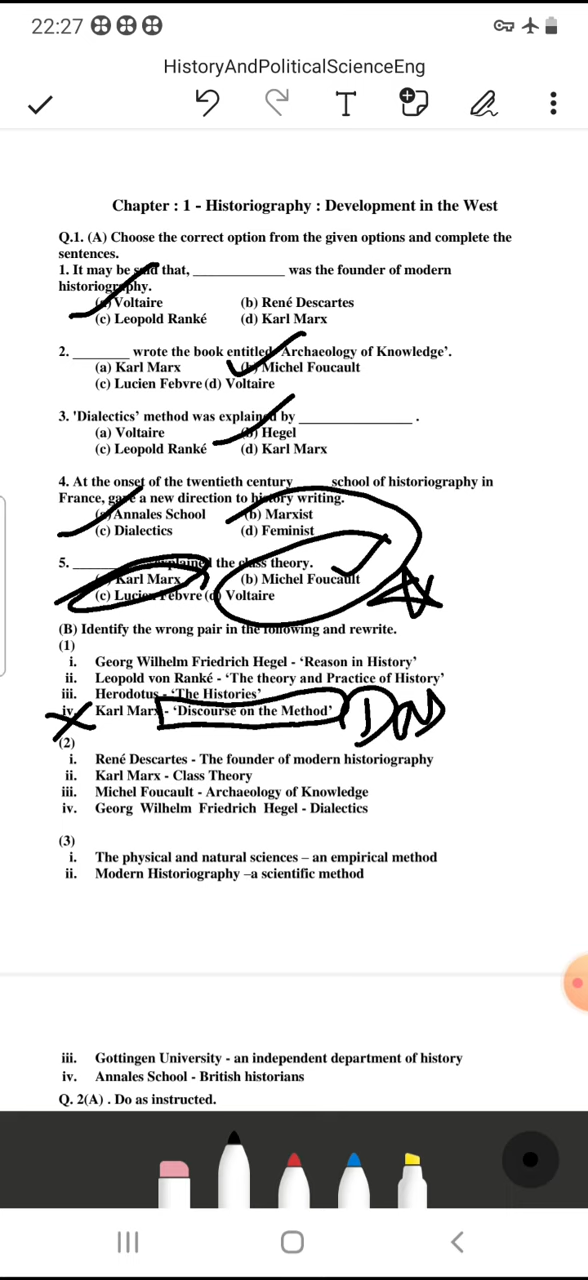 22:27
HistoryAndPoliticalScienceEng
T
Chapter : 1 - Historiography : Development in the West
Q.1. (A) Choose the correct option from the given options and complete the
sentences.
1. It may be said that, ______________ was the founder of modern
historiography.
(a) Voltaire (b) René Descartes
(c) Leopold Ranké (d) Karl Marx
2. _________ wrote the book entitled ‘Archaeology of Knowledge’.
(a) Karl Marx (b) Michel Foucault
(c) Lucien Febvre (d) Voltaire
3. 'Dialectics’ method was explained by __________________ .
(a) Voltaire (b) Hegel
(c) Leopold Ranké (d) Karl Marx
4. At the onset of the twentieth century ______ school of historiography in
France, gave a new direction to history writing.
(a) Annales School (b) Marxist
(c) Dialectics (d) Feminist
5. ____________ explained the class theory.
(a) Karl Marx (b) Michel Foucault
(c) Lucien Febvre (d) Voltaire
(B) Identify the wrong pair in the following and rewrite.
(1)
i. Georg Wilhelm Friedrich Hegel - ‘Reason in History’
ii. Leopold von Ranké - ‘The theory and Practice of History’
iii. Herodotus - ‘The Histories’
iv. Karl Marx - ‘Discourse on the Method’
(2)
i. René Descartes - The founder of modern historiography
ii. Karl Marx - Class Theory
iii. Michel Foucault - Archaeology of Knowledge
iv. Georg Wilhelm Friedrich Hegel - Dialectics
(3)
i. The physical and natural sciences – an empirical method
ii. Modern Historiography –a scientific method
iii. Gottingen University - an independent department of history
iv. Annales School - British historians
Q. 2(A) . Do as instructed.